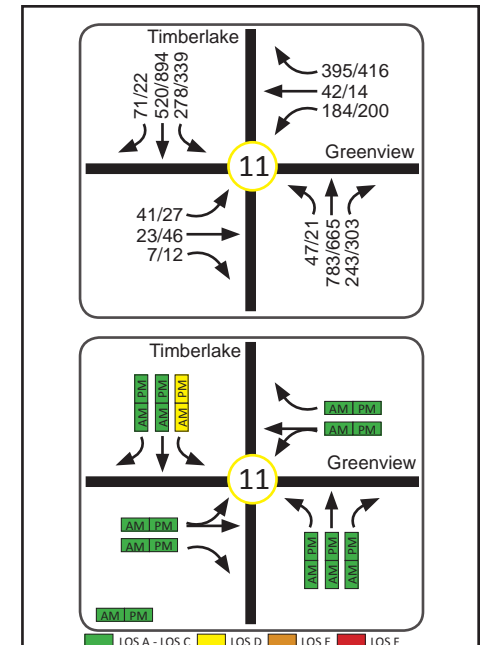 Timberlake
71/22
520/894
278/339
395/416
42/14
184/200
Greenview
11
41/27
23/46
7/12
47/21
783/665
243/303
Timberlake
AM PM
AM PM
AM PM
AM PM
AM PM
Greenview
11
AM PM
AM PM
AM PM
AM PM
AM PM
AM PM
LOS A - LOS C LOS D LOS E LOS F